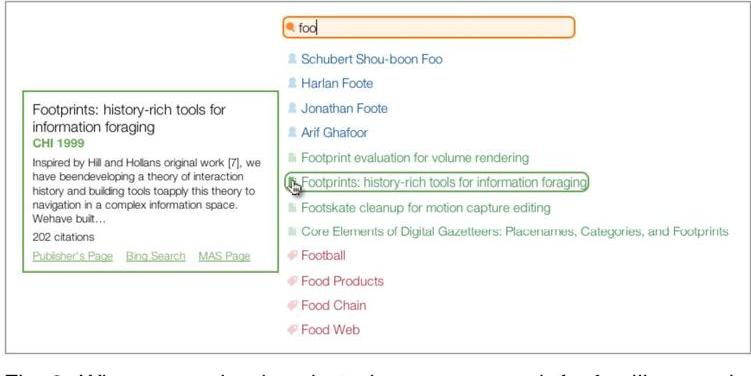 foo
Schubert Shou-boon Foo
Harlan Foote
Jonathan Foote
Arif Ghafoor
Footprint evaluation for volume rendering
Footprints: history-rich tools for information foraging
Footskate cleanup for motion capture editing
Core Elements of Digital Gazetteers: Placenames, Categories, and Footprints
Football
Food Products
Food Chain
Food Web
Footprints: history-rich tools for
information foraging
CHI 1999
Inspired by Hill and Hollans original work [7], we
have beendeveloping a theory of interaction
history and building tools toapply this theory to
navigation in a complex information space.
Wehave built...
202 citations
Publisher's Page Bing Search MAS Page